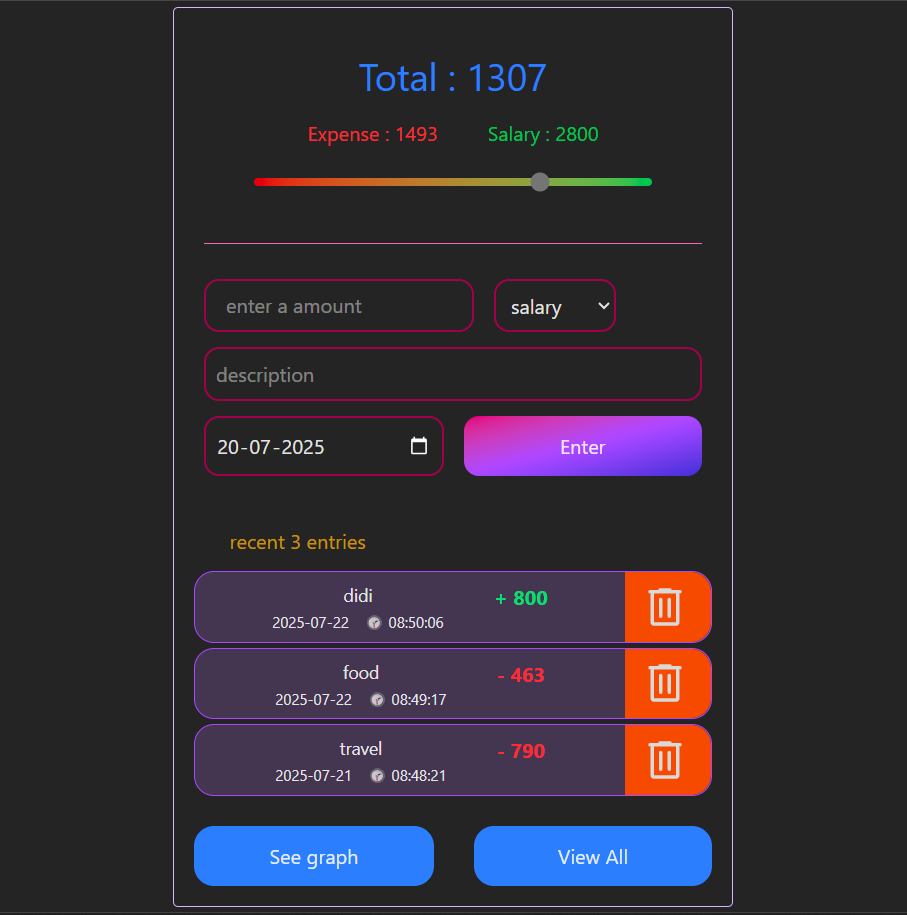 Total : 1307
Expense : 1493 Salary : 2800
enter a amount salary
description
20-07-2025 Enter
recent 3 entries
didi + 800
2025-07-22 08:50:06
food - 463
2025-07-22 08:49:17
travel - 790
2025-07-21 08:48:21
See graph View All